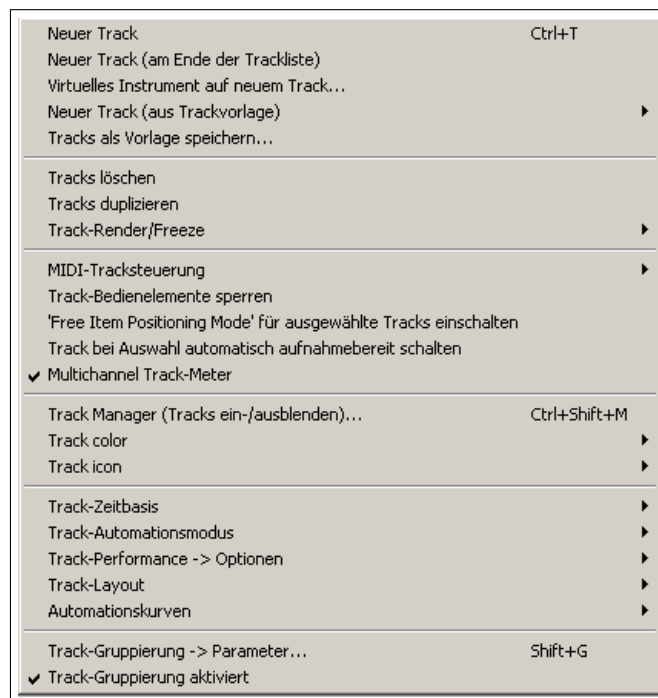 Neuer Track Ctrl+T
Neuer Track (am Ende der Trackliste)
Virtuelles Instrument auf neuem Track...
Neuer Track (aus Trackvorlage)
Tracks als Vorlage speichern...
Tracks löschen
Tracks duplizieren
Track-Render/Freeze
MIDI-Tracksteuerung
Track-Bedienelemente sperren
'Free Item Positioning Mode' für ausgewählte Tracks einschalten
Track bei Auswahl automatisch aufnahmebereit schalten
Multichannel Track-Meter
Track Manager (Tracks ein-/ausblenden)... Ctrl+Shift+M
Track color
Track icon
Track-Zeitbasis
Track-Automationsmodus
Track-Performance -> Optionen
Track-Layout
Automationskurven
Track-Gruppierung -> Parameter... Shift+G
Track-Gruppierung aktiviert